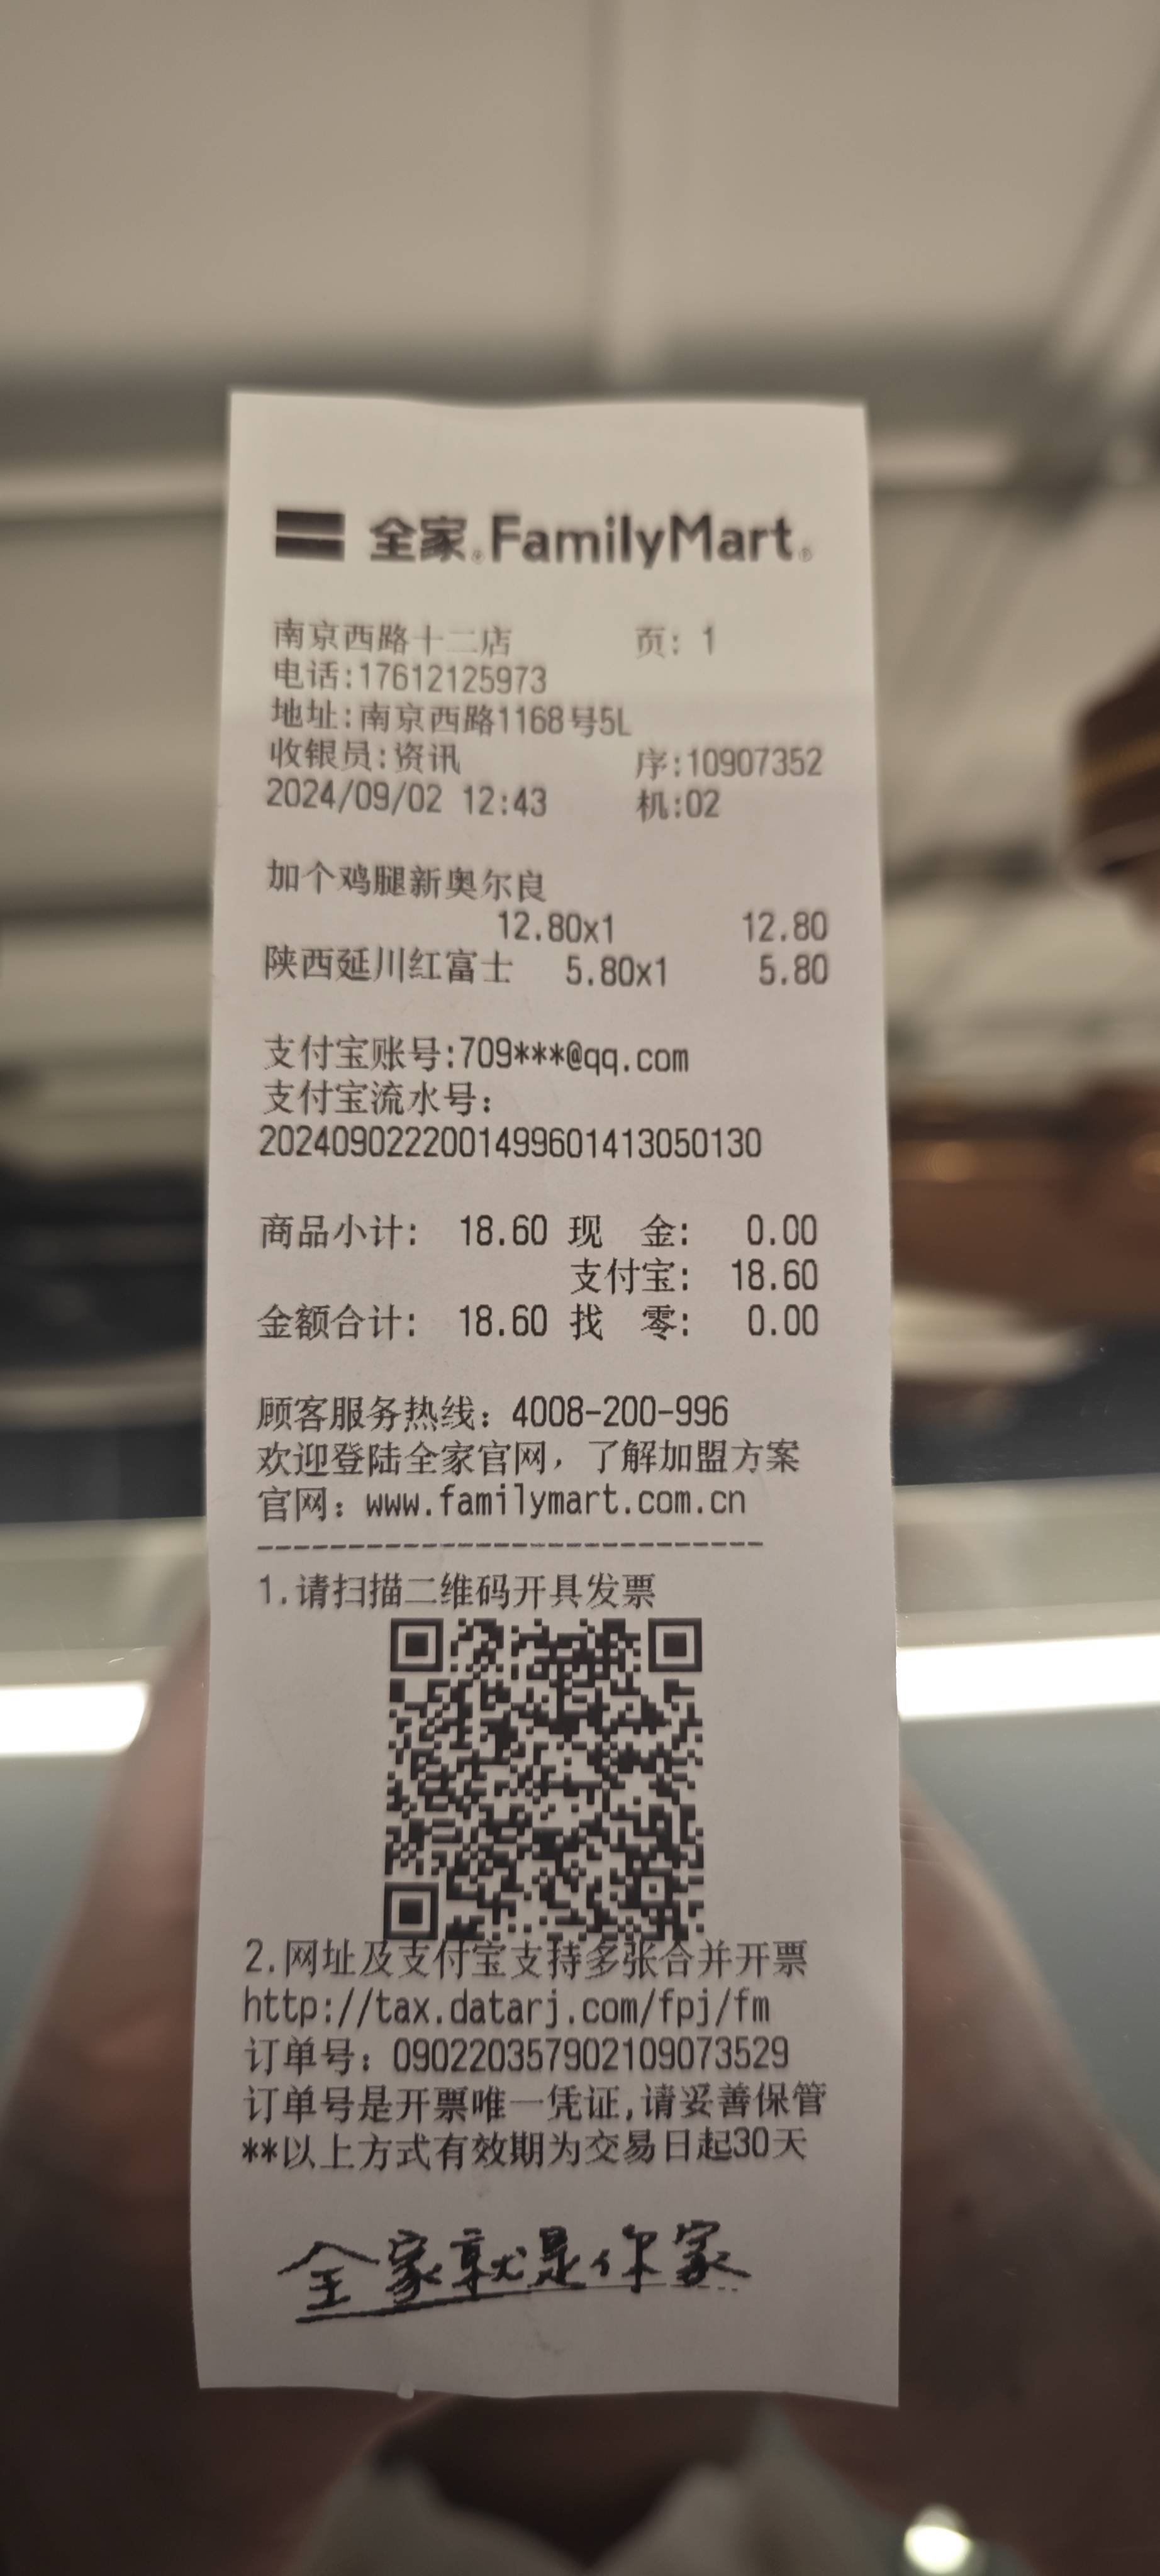 全家®FamilyMart®
南京西路十二店 页: 1
电话:17612125973
地址:南京西路1168号5L
收银员:资讯 序:10907352
2024/09/02 12:43 机:02
加个鸡腿新奥尔良
12.80x1 12.80
陕西延川红富士 5.80x1 5.80
支付宝账号:709***@qq.com
支付宝流水号:
2024090222001499601413050130
商品小计: 18.60 现 金: 0.00
支付宝: 18.60
金额合计: 18.60 找 零: 0.00
顾客服务热线：4008-200-996
欢迎登陆全家官网，了解加盟方案
官网：www.familymart.com.cn
----------------------------
1.请扫描二维码开具发票
2.网址及支付宝支持多张合并开票
http://tax.datarj.com/fpj/fm
订单号：090220357902109073529
订单号是开票唯一凭证,请妥善保管
**以上方式有效期为交易日起30天
全家就是你家